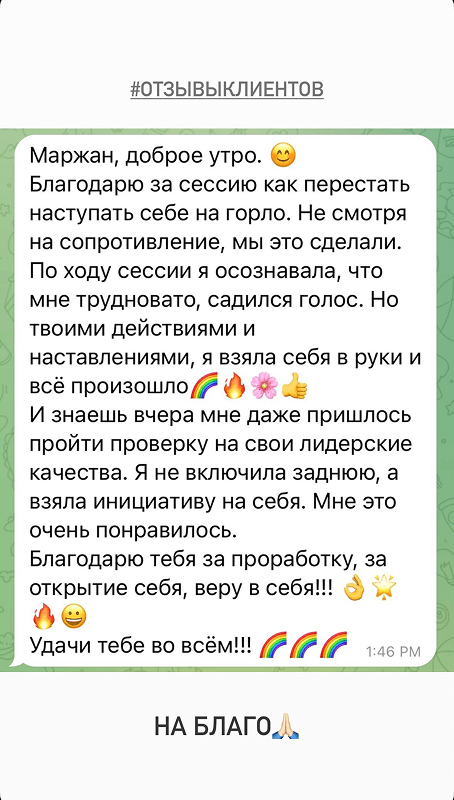 #ОТЗЫВЫКЛИЕНТОВ
Маржан, доброе утро. 😊
Благодарю за сессию как перестать
наступать себе на горло. Не смотря
на сопротивление, мы это сделали.
По ходу сессии я осознавала, что
мне трудновато, садился голос. Но
твоими действиями и
наставлениями, я взяла себя в руки и
всё произошло🌈🔥🌸👍
И знаешь вчера мне даже пришлось
пройти проверку на свои лидерские
качества. Я не включила заднюю, а
взяла инициативу на себя. Мне это
очень понравилось.
Благодарю тебя за проработку, за
открытие себя, веру в себя!!! 👌🌟
🔥😀
Удачи тебе во всём!!! 🌈🌈🌈 1:46 PM
НА БЛАГО🙏🏻